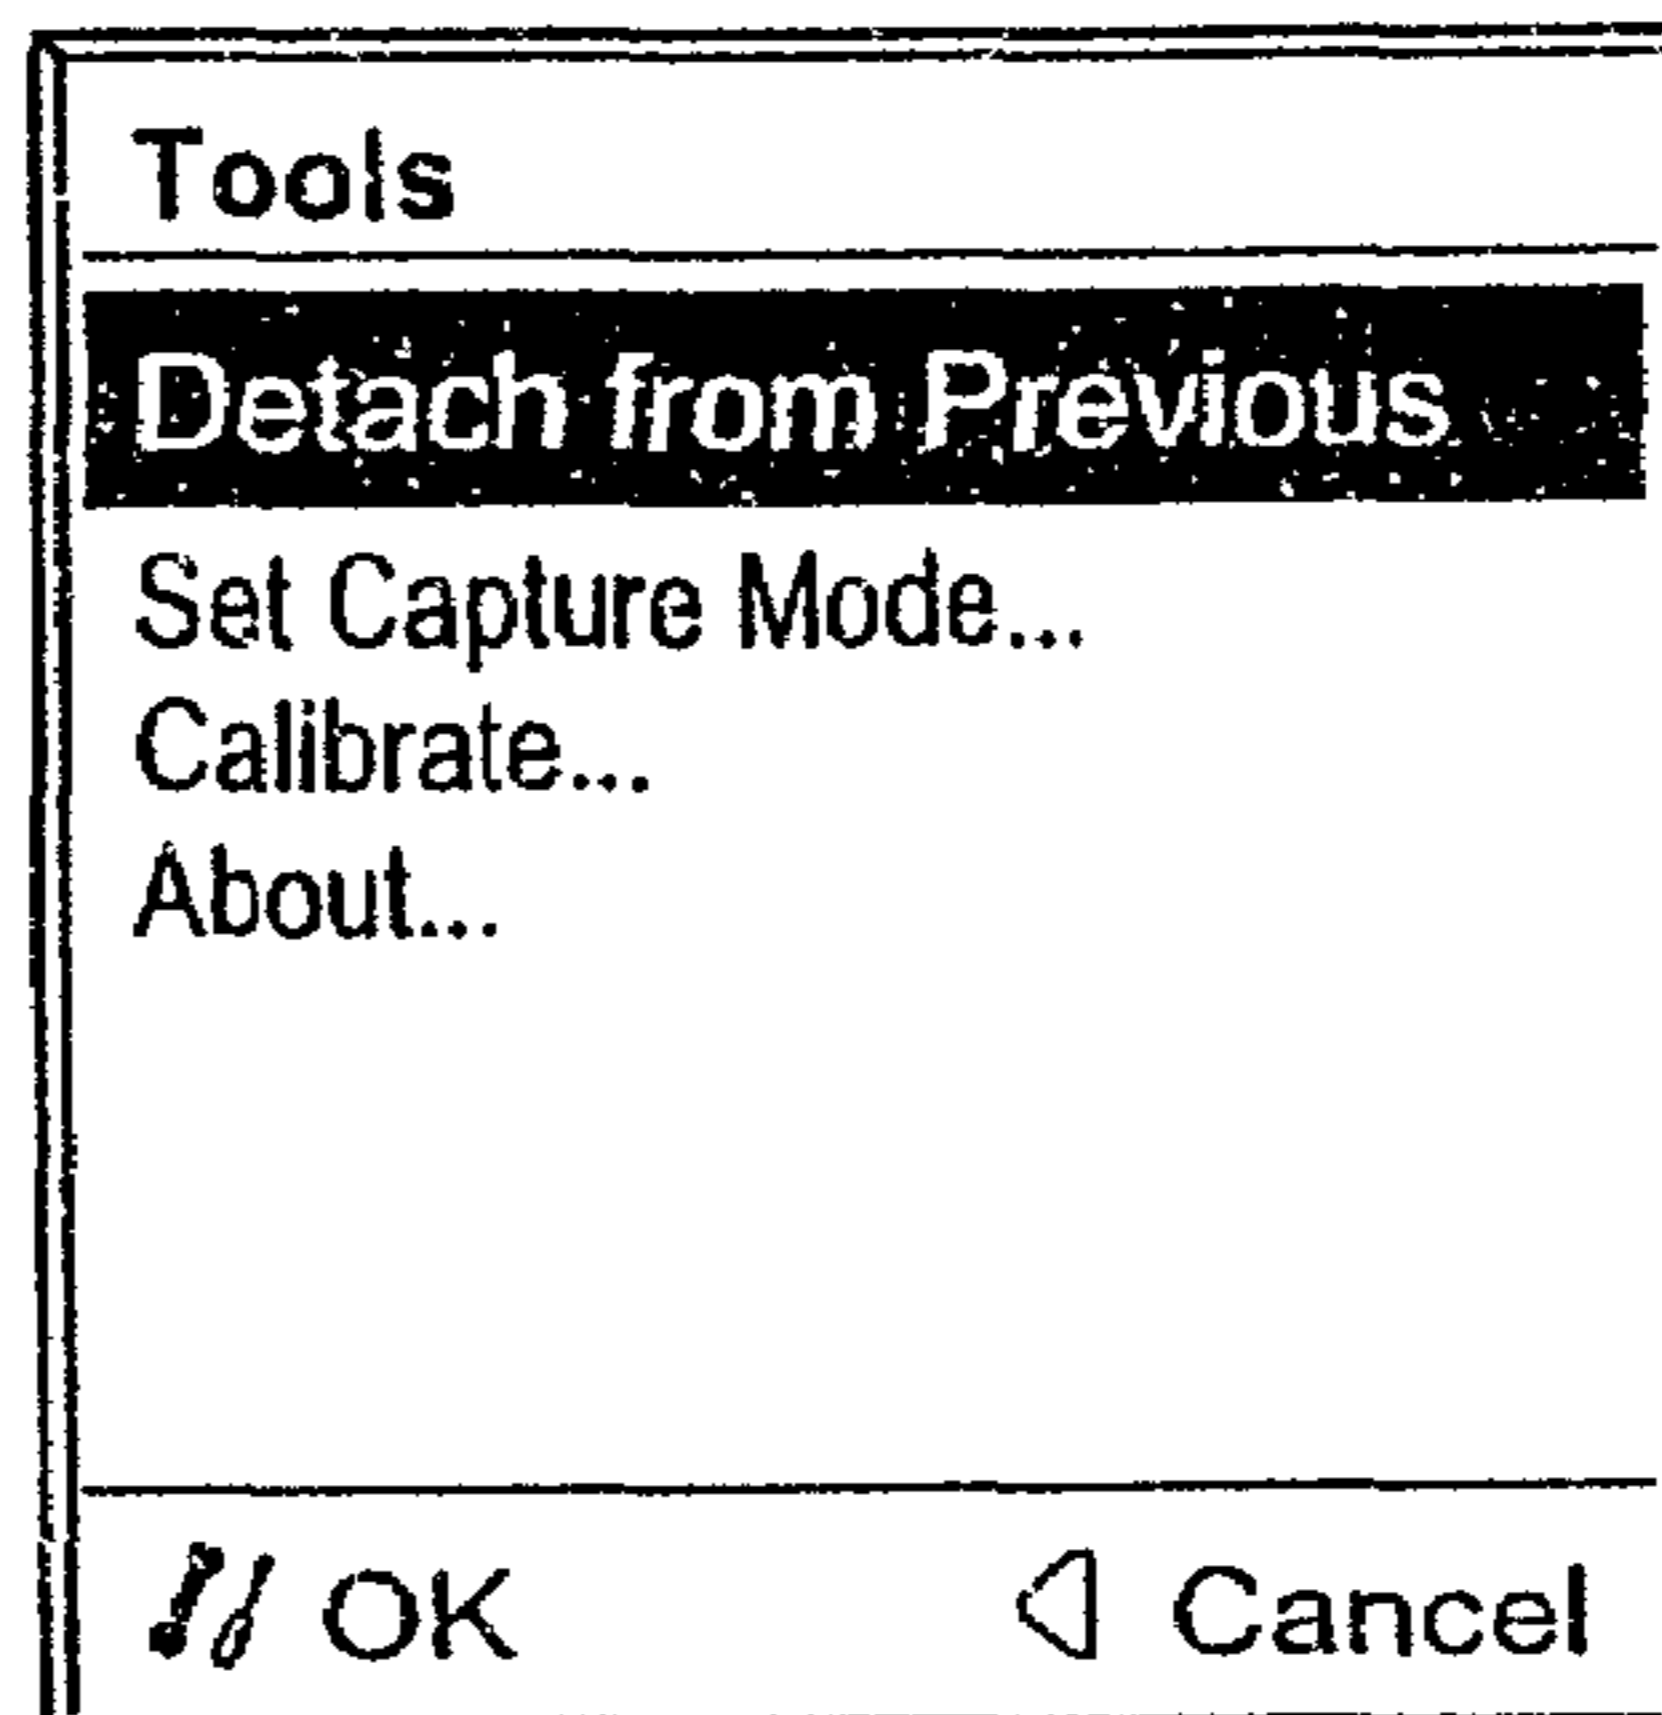 Tools
Detach from Previous
Set Capture Mode...
Calibrate...
About...
OK
Cancel